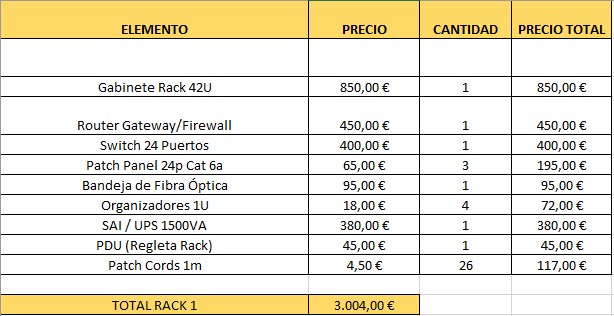 ELEMENTO PRECIO CANTIDAD PRECIO TOTAL
Gabinete Rack 42U 850,00 € 1 850,00 €
Router Gateway/Firewall 450,00 € 1 450,00 €
Switch 24 Puertos 400,00 € 1 400,00 €
Patch Panel 24p Cat 6a 65,00 € 3 195,00 €
Bandeja de Fibra Óptica 95,00 € 1 95,00 €
Organizadores 1U 18,00 € 4 72,00 €
SAI / UPS 1500VA 380,00 € 1 380,00 €
PDU (Regleta Rack) 45,00 € 1 45,00 €
Patch Cords 1m 4,50 € 26 117,00 €
TOTAL RACK 1 3.004,00 €